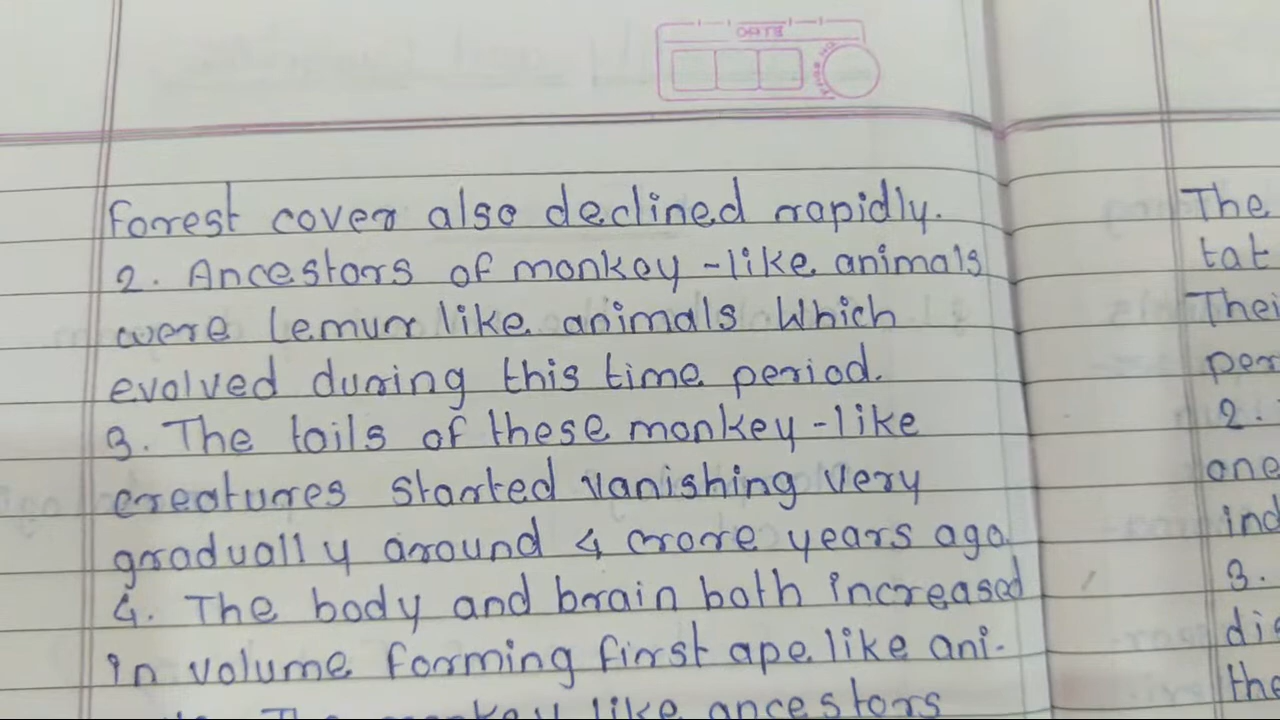 DATE
Forest cover also declined rapidly.
2. Ancestors of monkey-like animals
were lemur like animals which
evolved during this time period.
3. The tails of these monkey-like
creatures started vanishing very
gradually around 4 crore years ago
4. The body and brain both increased
in volume forming first ape like ani-
like ancestors
The
tat
Thei
per
2.
one
ind
3.
the